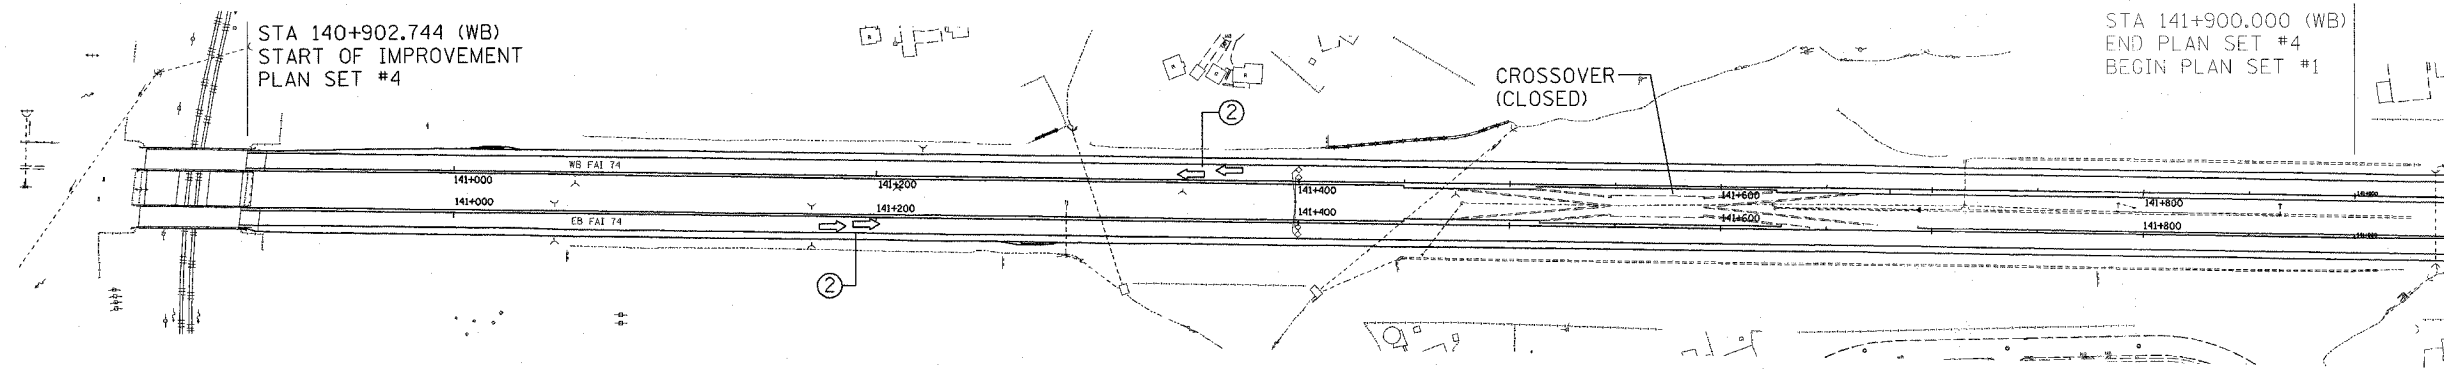 STA 140+902.744 (WB)
START OF IMPROVEMENT
PLAN SET #4
STA 141+900.000 (WB)
END PLAN SET #4
BEGIN PLAN SET #1
CROSSOVER
(CLOSED)
2
WB FAI 74
141+000
141+200
141+400
141+600
141+800
141+000
141+200
141+400
141+600
141+800
EB FAI 74
2